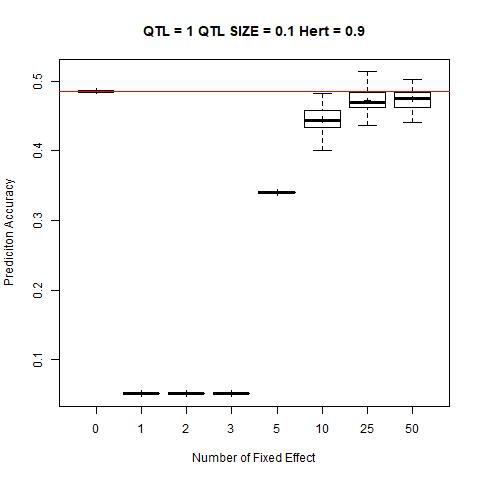 QTL = 1 QTL SIZE = 0.1 Hert = 0.9
Prediciton Accuracy
0.5
0.4
0.3
0.2
0.1
0 1 2 3 5 10 25 50
Number of Fixed Effect